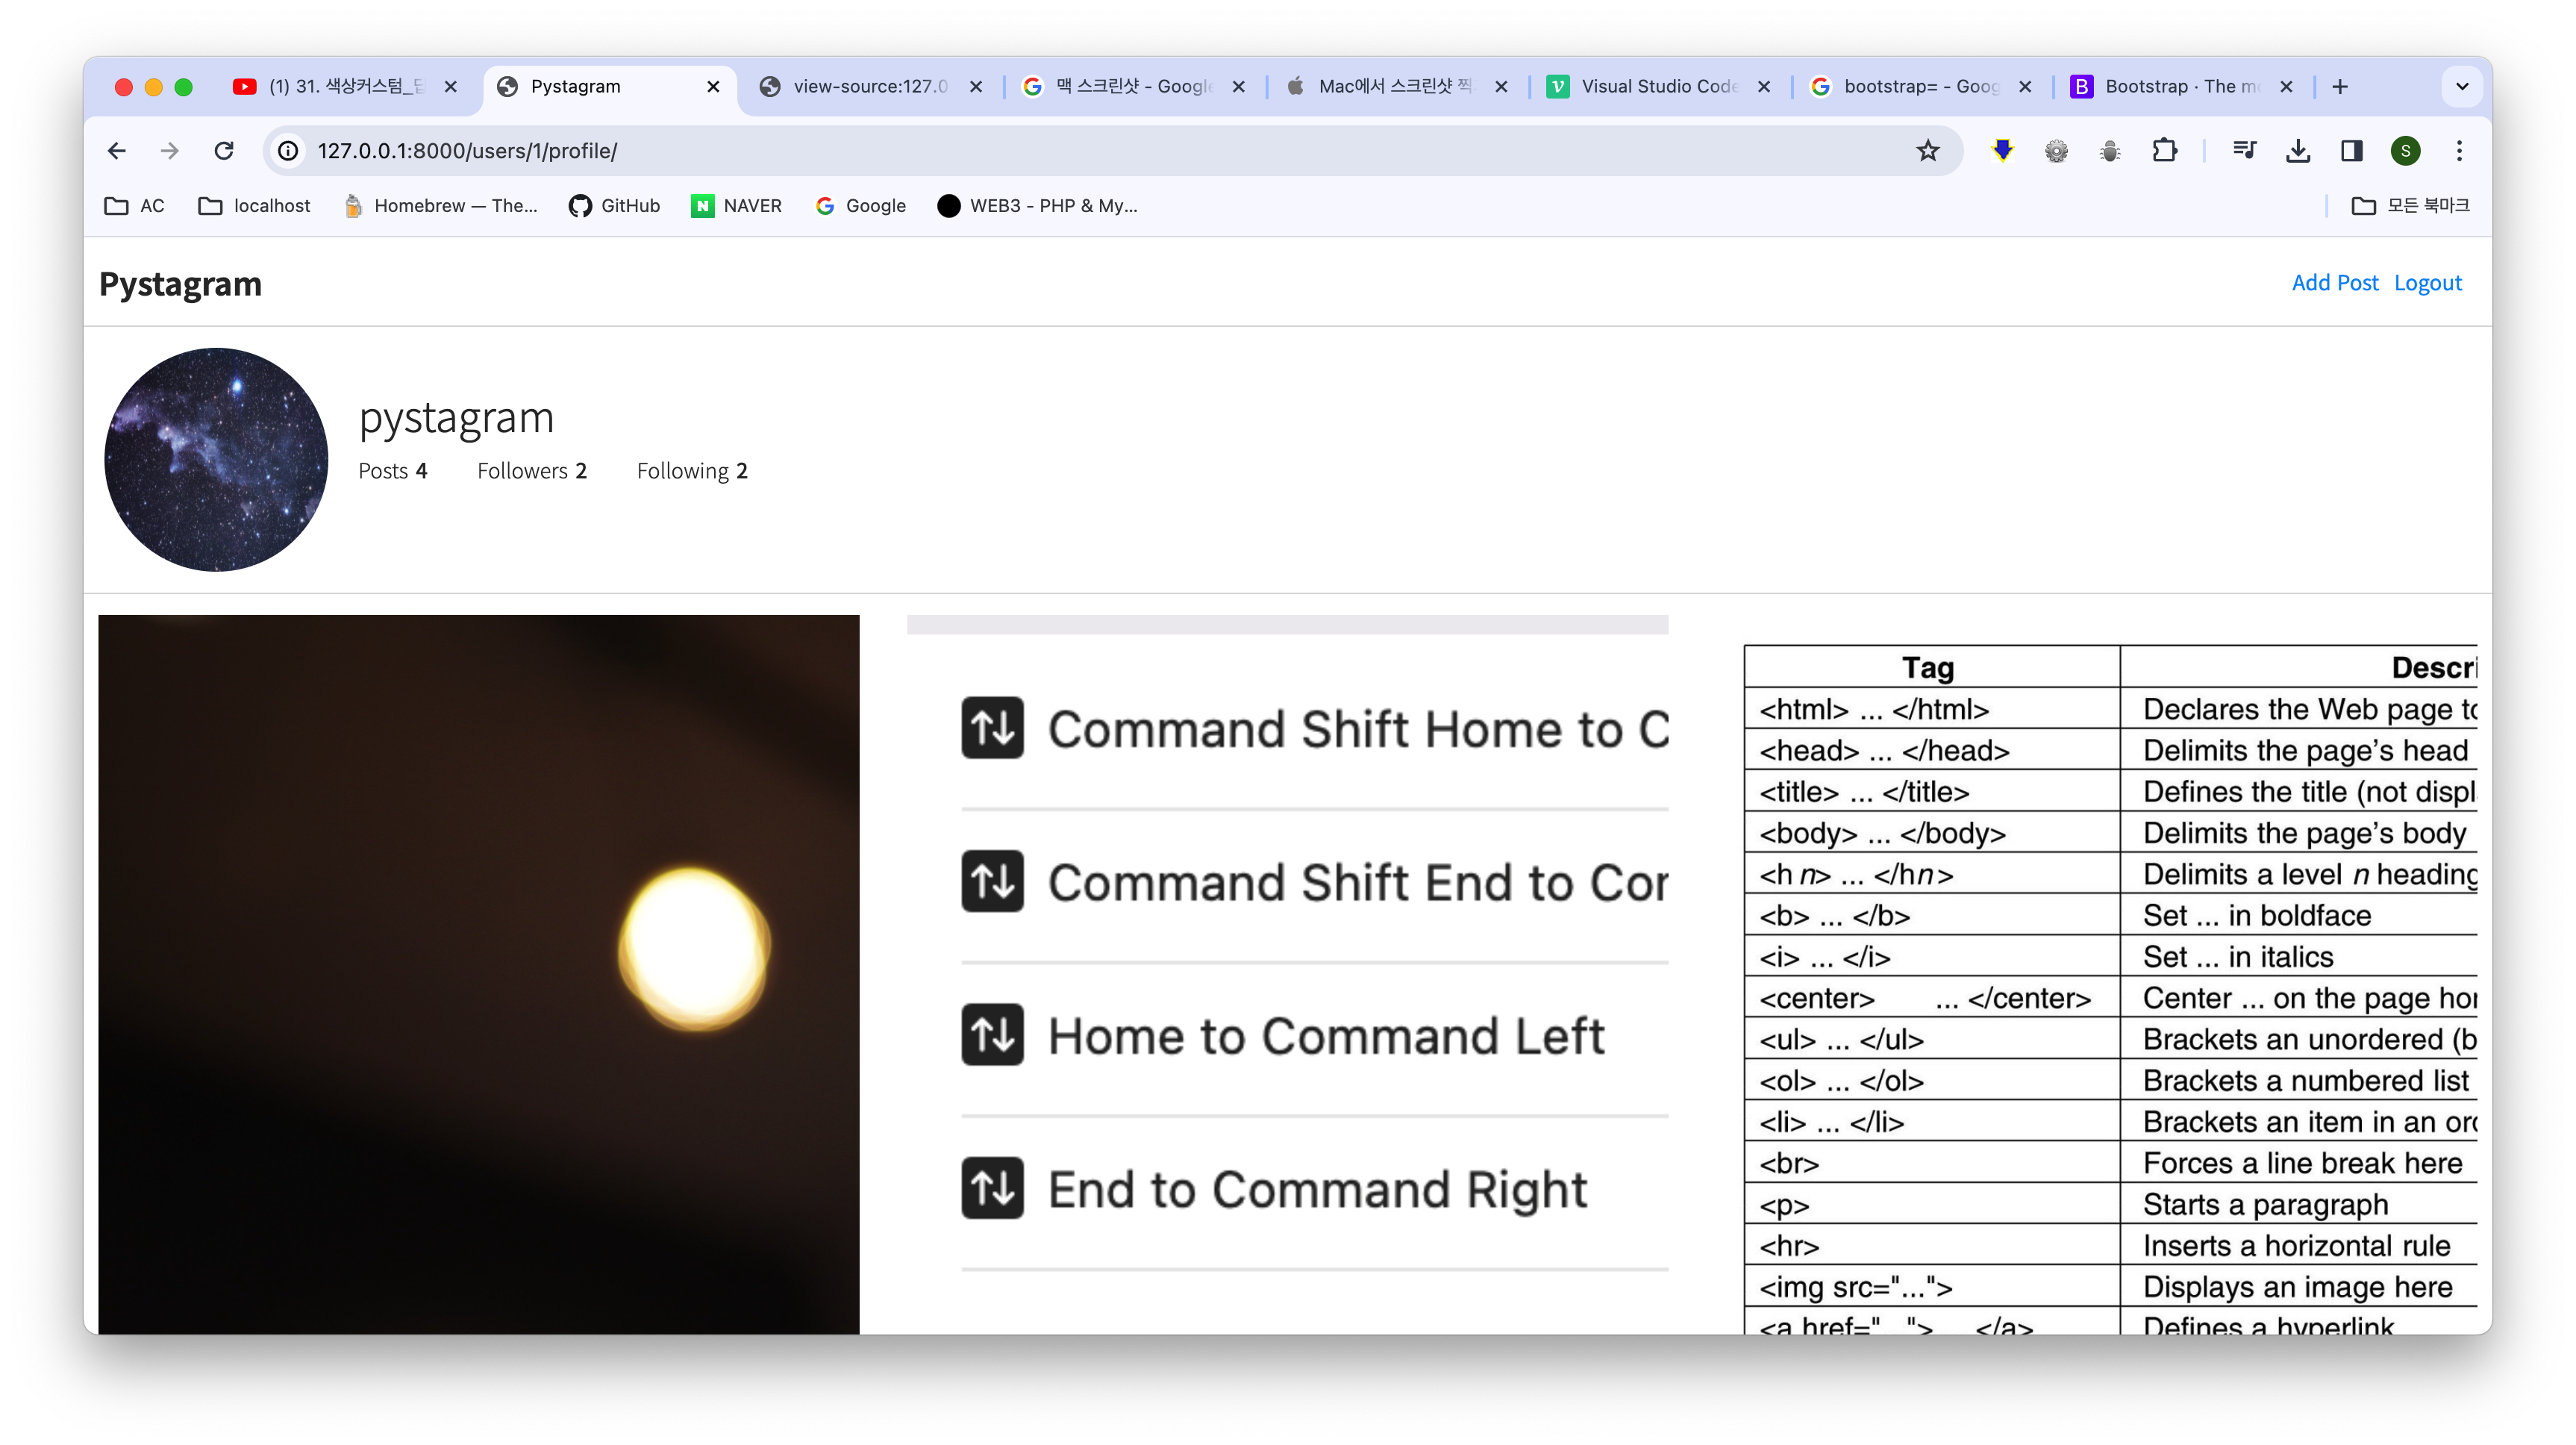 (1) 31. 색상커스텀_답
Pystagram
view-source:127.0
맥 스크린샷 - Google
Mac에서 스크린샷 찍
Visual Studio Code
bootstrap= - Goog
Bootstrap · The mo
127.0.0.1:8000/users/1/profile/
S
AC
localhost
Homebrew — The...
GitHub
NAVER
Google
WEB3 - PHP & My...
모든 북마크
Pystagram
Add Post Logout
pystagram
Posts 4 Followers 2 Following 2
Command Shift Home to C
Command Shift End to Cor
Home to Command Left
End to Command Right
Tag Descri
<html> ... </html> Declares the Web page to
<head> ... </head> Delimits the page's head
<title> ... </title> Defines the title (not displ
<body> ... </body> Delimits the page's body
<h n> ... </hn> Delimits a level n heading
<b> ... </b> Set ... in boldface
<i> ... </i> Set ... in italics
<center> ... </center> Center ... on the page hor
<ul> ... </ul> Brackets an unordered (b
<ol> ... </ol> Brackets a numbered list
<li> ... </li> Brackets an item in an ord
<br> Forces a line break here
<p> Starts a paragraph
<hr> Inserts a horizontal rule
<img src="..."> Displays an image here
<a href="..."> ... </a> Defines a hyperlink